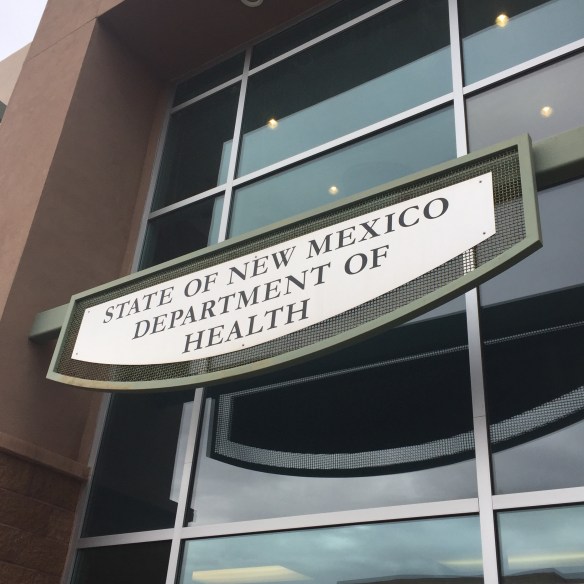 STATE OF NEW MEXICO
DEPARTMENT OF
HEALTH